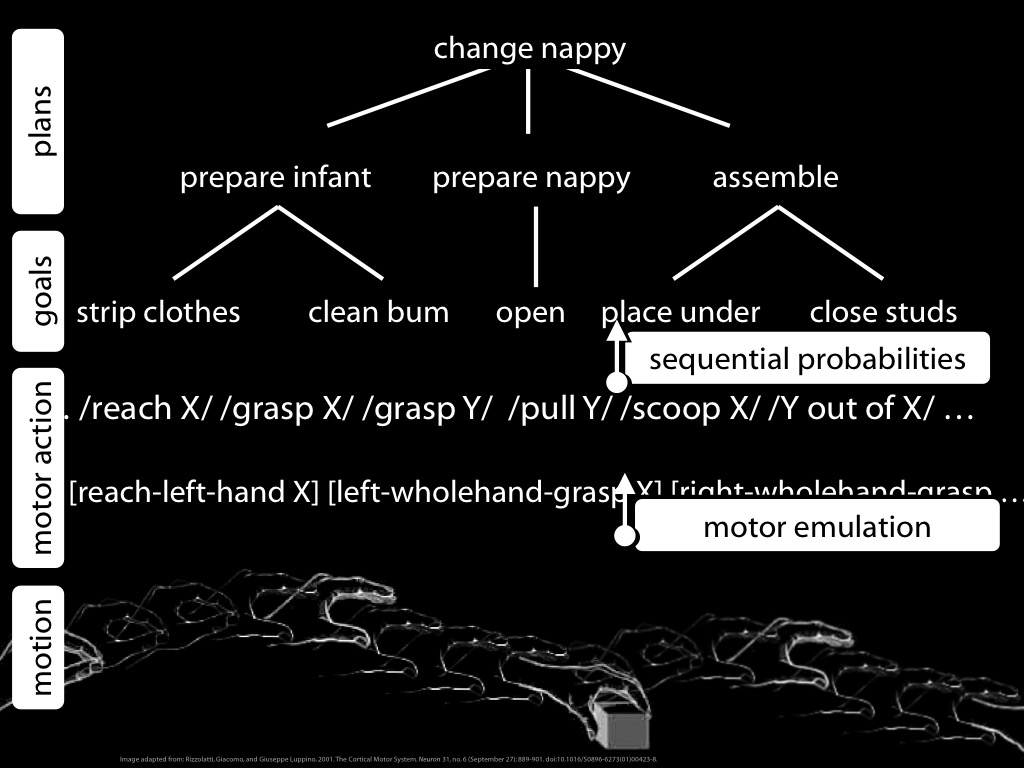 plans
change nappy
prepare infant prepare nappy assemble
goals
strip clothes clean bum open place under close studs
sequential probabilities
motor action
. /reach X/ /grasp X/ /grasp Y/ /pull Y/ /scoop X/ /Y out of X/ …
[reach-left-hand X] [left-wholehand-grasp X] [right-wholehand-grasp …
motor emulation
motion
Image adapted from: Rizzolatti, Giacomo, and Giuseppe Luppino. 2001. The Cortical Motor System. Neuron 31, no. 6 (September 27): 889-901. doi:10.1016/S0896-6273(01)00423-8.